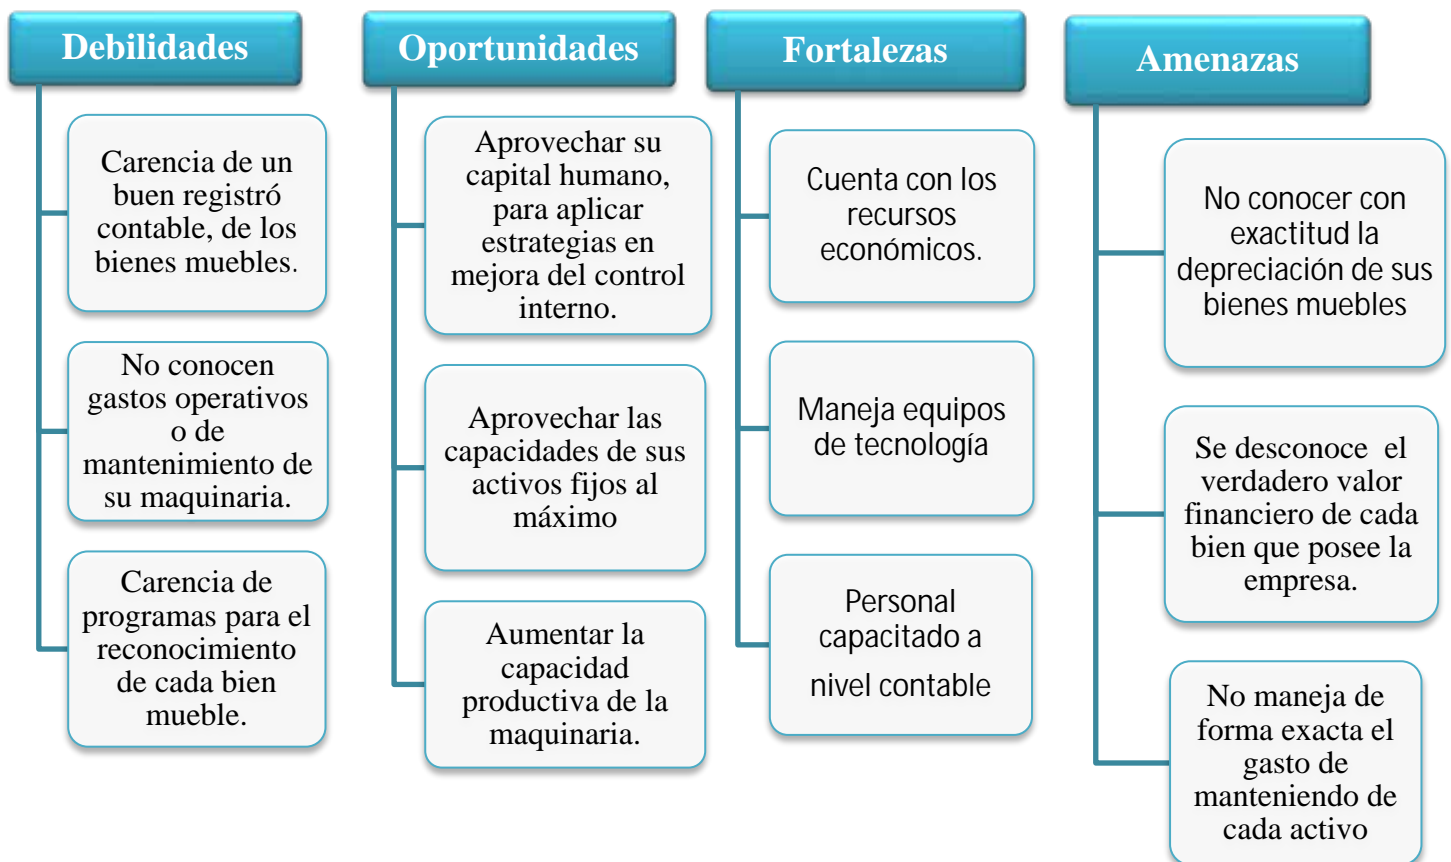 Debilidades
Carencia de un
buen registró
contable, de los
bienes muebles.
No conocen
gastos operativos
o de
mantenimiento de
su maquinaria.
Carencia de
programas para el
reconocimiento
de cada bien
mueble.
Oportunidades
Aprovechar su
capital humano,
para aplicar
estrategias en
mejora del control
interno.
Aprovechar las
capacidades de sus
activos fijos al
máximo
Aumentar la
capacidad
productiva de la
maquinaria.
Fortalezas
Cuenta con los
recursos
económicos.
Maneja equipos
de tecnología
Personal
capacitado a
nivel contable
Amenazas
No conocer con
exactitud la
depreciación de sus
bienes muebles
Se desconoce el
verdadero valor
financiero de cada
bien que posee la
empresa.
No maneja de
forma exacta el
gasto de
manteniendo de
cada activo